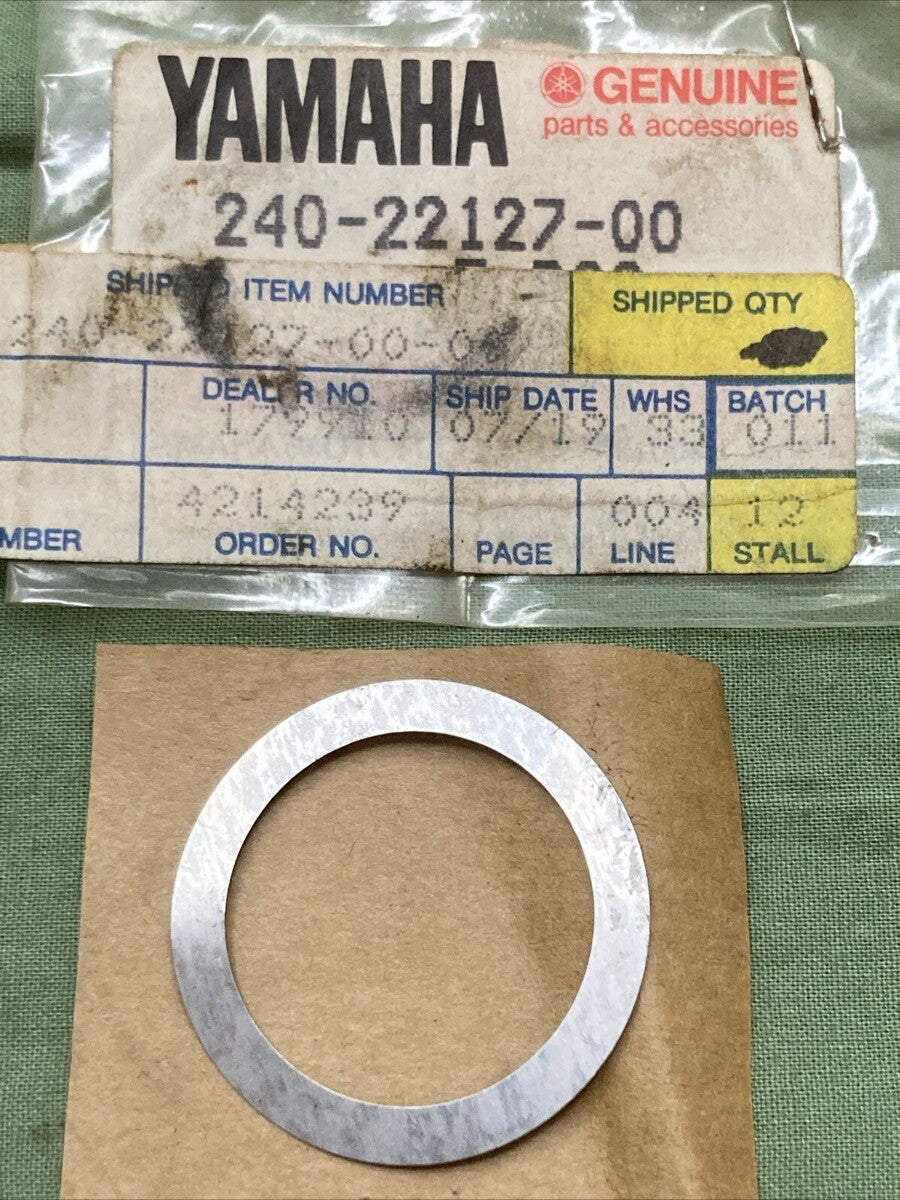 YAMAHA
GENUINE
parts & accessories
240-22127-00
SHIPPED ITEM NUMBER
SHIPPED QTY
DEALER NO.
179910
SHIP DATE
07/19
WHS
33
BATCH
011
4214239
ORDER NO.
PAGE
004
LINE
12
STALL